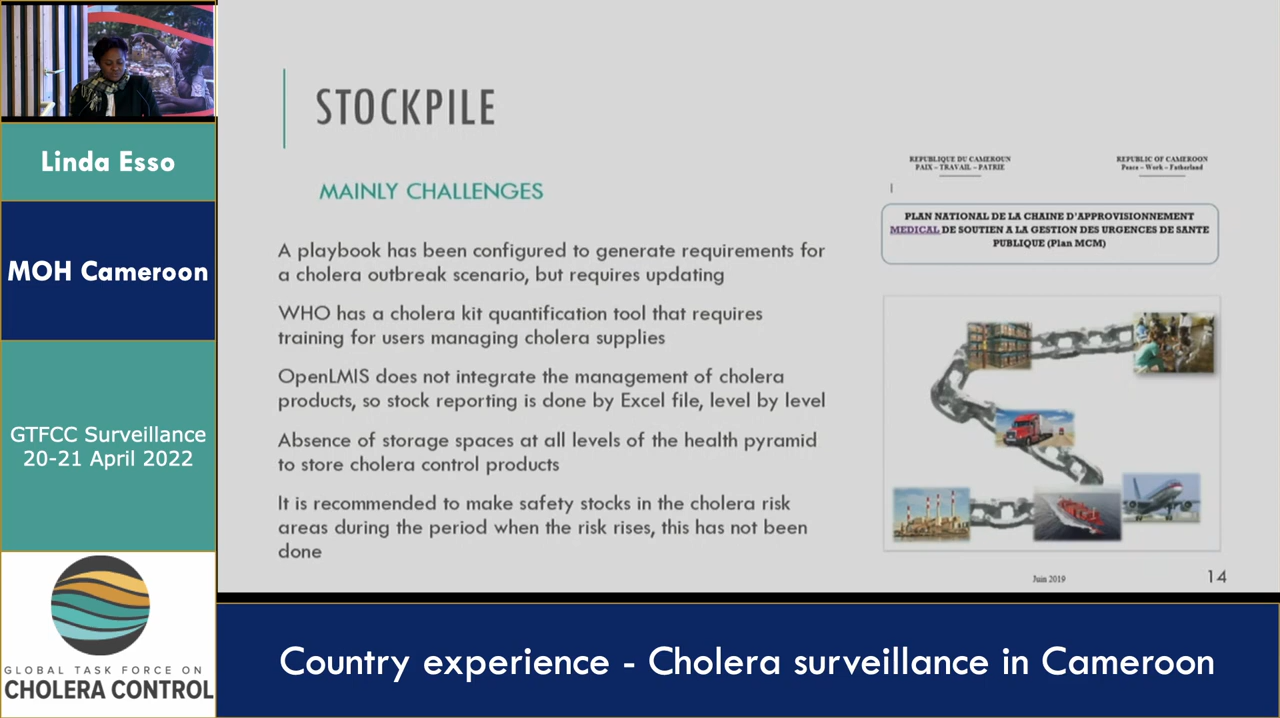 Linda Esso
MOH Cameroon
GTFCC Surveillance
20-21 April 2022
GLOBAL TASK FORCE ON
CHOLERA CONTROL
STOCKPILE
MAINLY CHALLENGES
A playbook has been configured to generate requirements for
a cholera outbreak scenario, but requires updating
WHO has a cholera kit quantification tool that requires
training for users managing cholera supplies
OpenLMIS does not integrate the management of cholera
products, so stock reporting is done by Excel file, level by level
Absence of storage spaces at all levels of the health pyramid
to store cholera control products
It is recommended to make safety stocks in the cholera risk
areas during the period when the risk rises, this has not been
done
REPUBLIQUE DU CAMEROUN
PAIX – TRAVAIL – PATRIE
REPUBLIC OF CAMEROON
Peace – Work – Fatherland
PLAN NATIONAL DE LA CHAINE D'APPROVISIONNEMENT
MEDICAL DE SOUTIEN A LA GESTION DES URGENCES DE SANTE
PUBLIQUE (Plan MCM)
Juin 2019
14
Country experience - Cholera surveillance in Cameroon